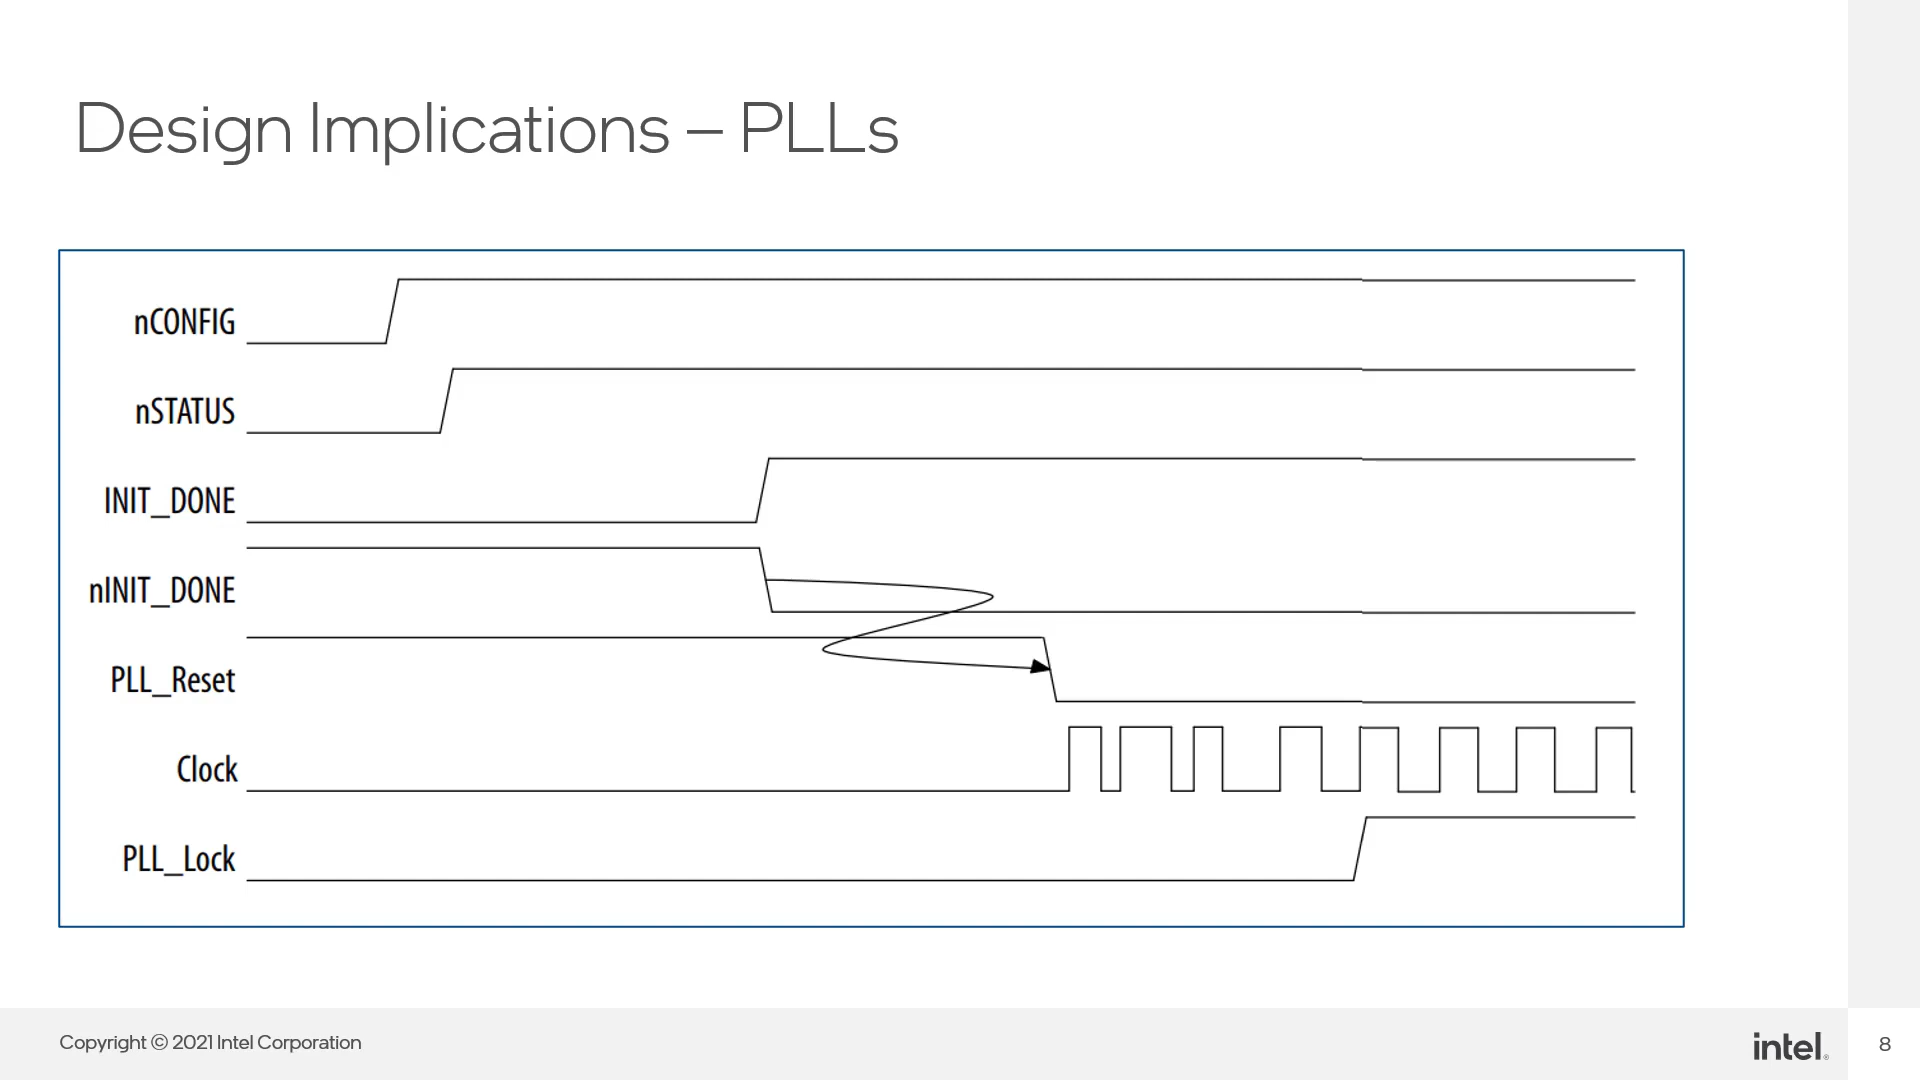 Design Implications – PLLs
nCONFIG
nSTATUS
INIT_DONE
nINIT_DONE
PLL_Reset
Clock
PLL_Lock
Copyright © 2021 Intel Corporation
intel®
8